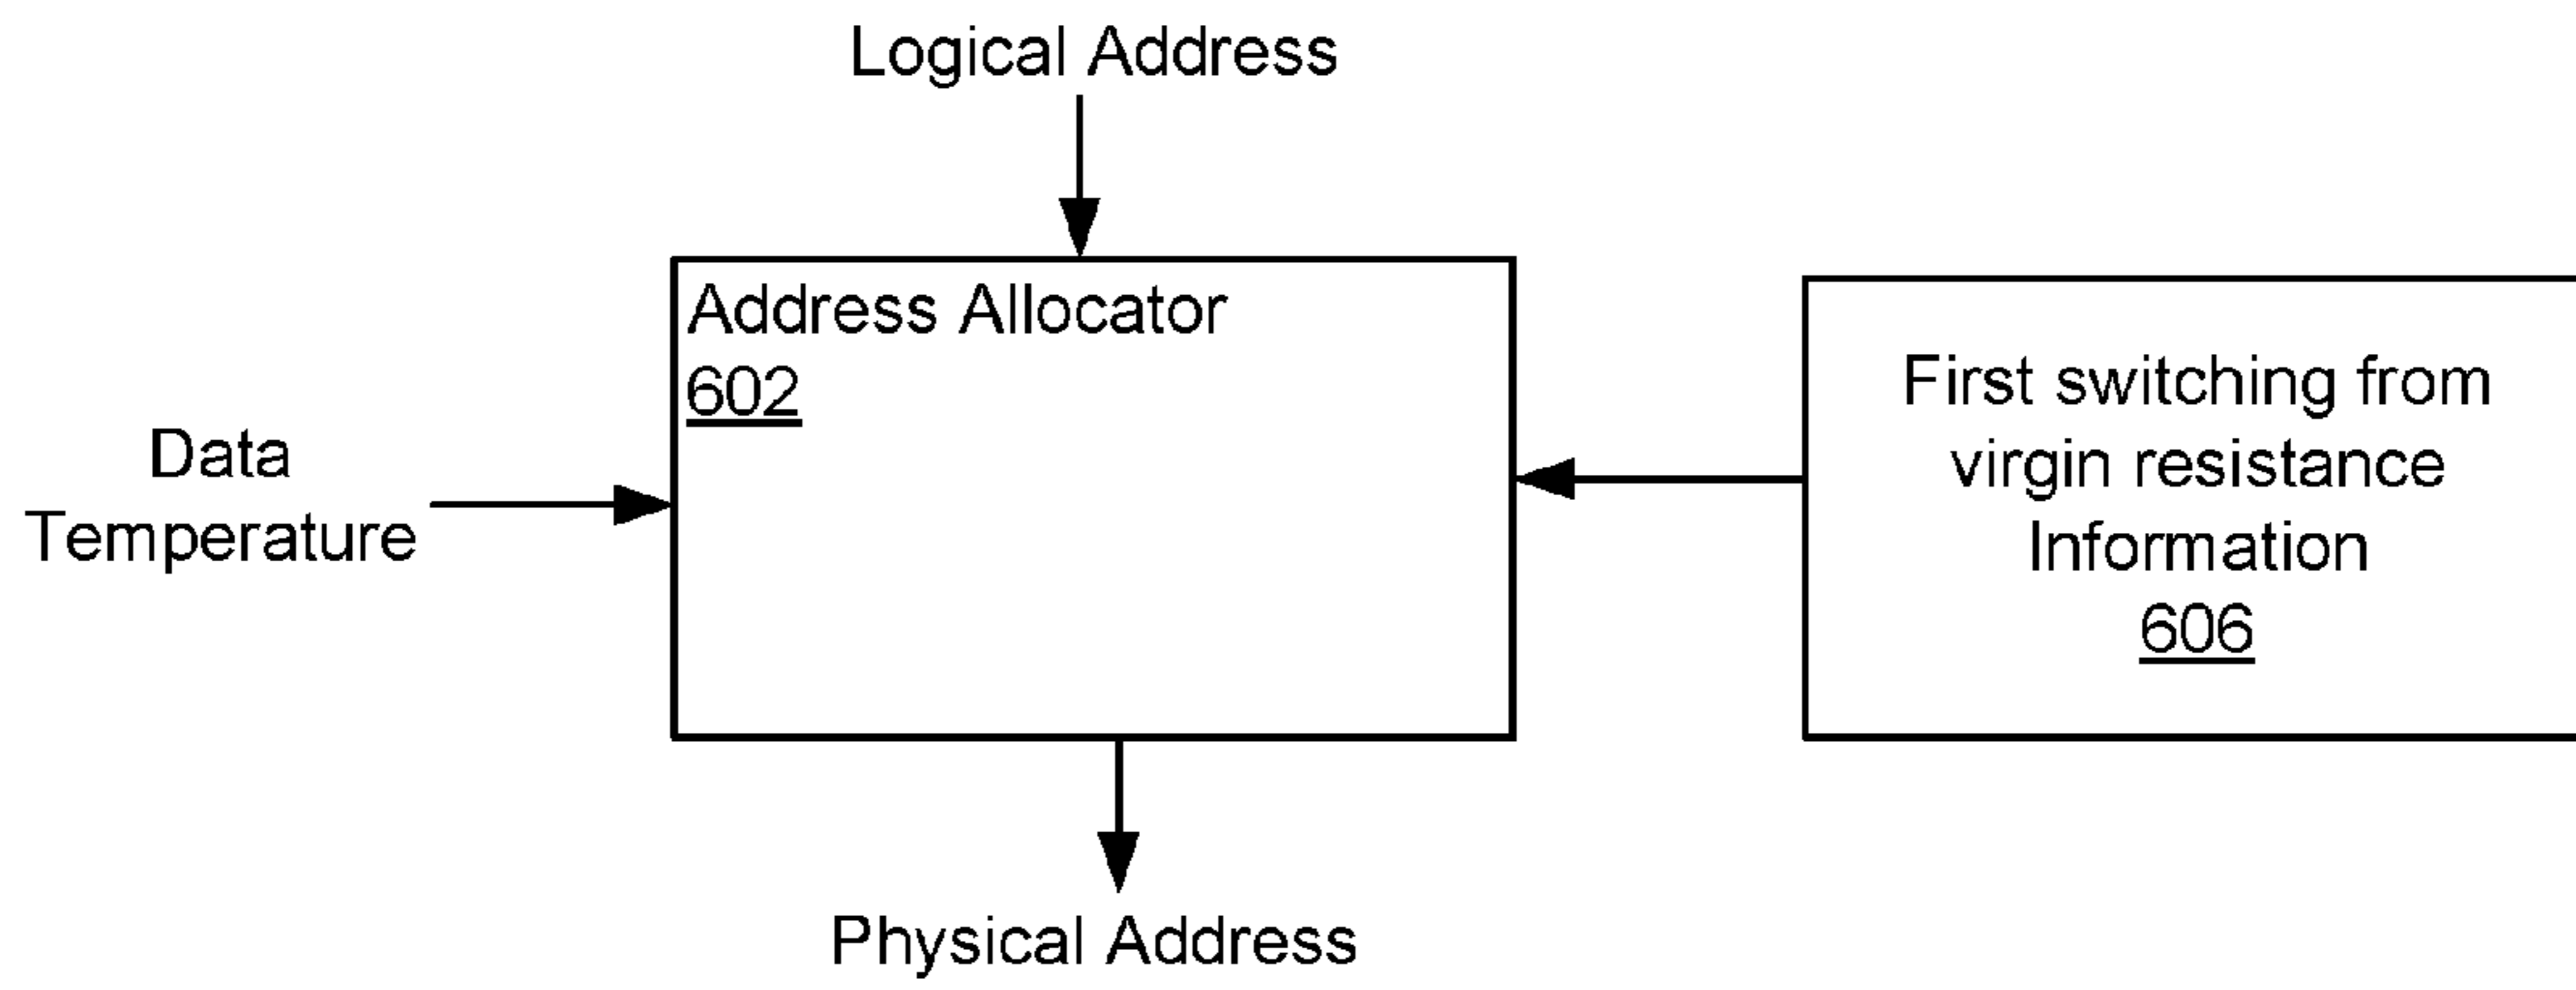 Logical Address
Address Allocator
602
Data
Temperature
First switching from
virgin resistance
Information
606
Physical Address